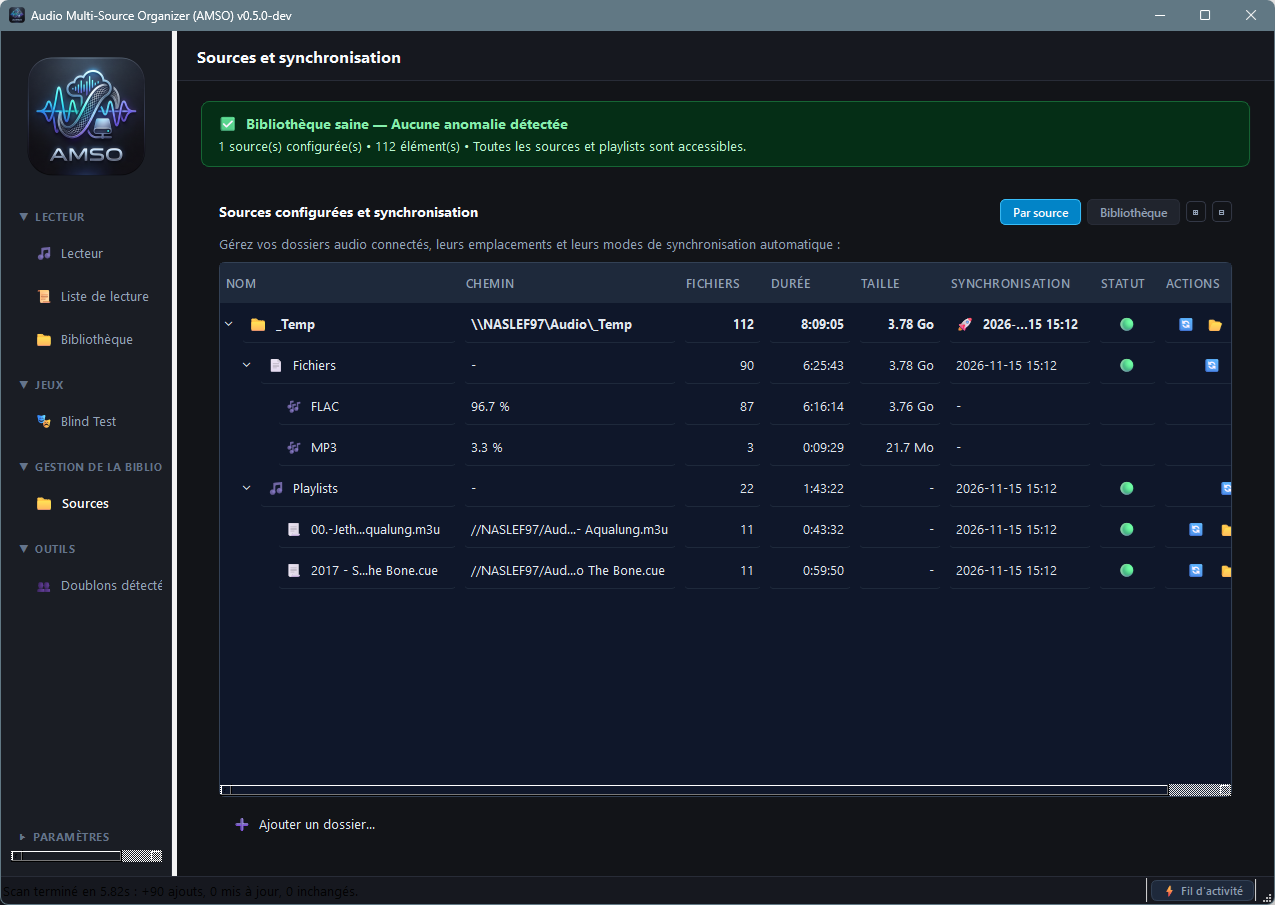 Audio Multi-Source Organizer (AMSO) v0.5.0-dev
AMSO
LECTEUR
Lecteur
Liste de lecture
Bibliothèque
JEUX
Blind Test
GESTION DE LA BIBLIO
Sources
OUTILS
Doublons détecté
PARAMÈTRES
Sources et synchronisation
Bibliothèque saine — Aucune anomalie détectée
1 source(s) configurée(s) • 112 élément(s) • Toutes les sources et playlists sont accessibles.
Sources configurées et synchronisation
Par source Bibliothèque
Gérez vos dossiers audio connectés, leurs emplacements et leurs modes de synchronisation automatique :
NOM CHEMIN FICHIERS DURÉE TAILLE SYNCHRONISATION STATUT ACTIONS
_Temp \\NASLEF97\Audio\_Temp 112 8:09:05 3.78 Go 2026-...15 15:12
Fichiers - 90 6:25:43 3.78 Go 2026-11-15 15:12
FLAC 96.7 % 87 6:16:14 3.76 Go -
MP3 3.3 % 3 0:09:29 21.7 Mo -
Playlists - 22 1:43:22 - 2026-11-15 15:12
00.-Jeth...qualung.m3u //NASLEF97/Aud...- Aqualung.m3u 11 0:43:32 - 2026-11-15 15:12
2017 - S...he Bone.cue //NASLEF97/Aud...o The Bone.cue 11 0:59:50 - 2026-11-15 15:12
Ajouter un dossier...
Scan terminé en 5.82s : +90 ajouts, 0 mis à jour, 0 inchangés.
Fil d'activité